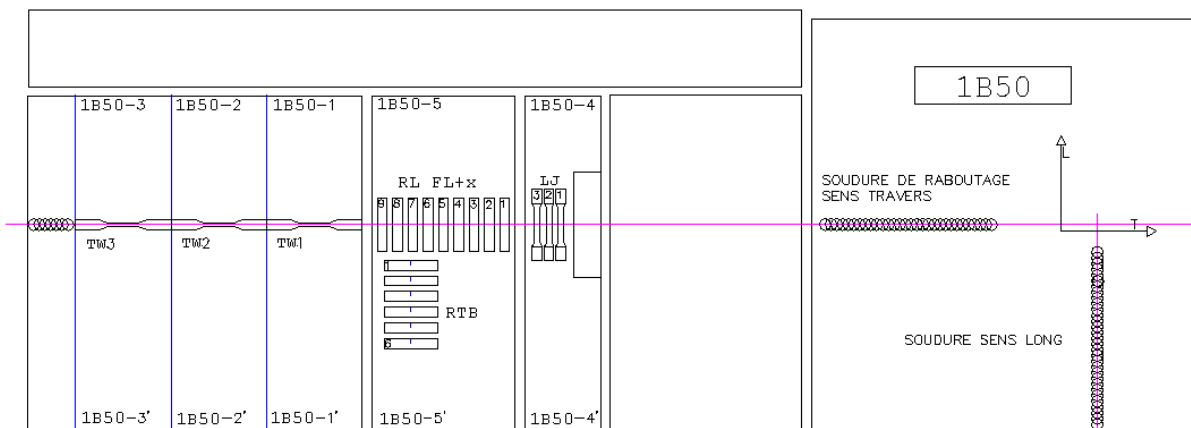 1B50-3 1B50-2 1B50-1 1B50-5 1B50-4
1B50
L
RL FL+x
LJ
SOUDURE DE RABOUTAGE
SENS TRAVERS
9 8 7 6 5 4 3 2 1
3 2 1
T
TW3 TW2 TW1
1
RTB
6
SOUDURE SENS LONG
1B50-3' 1B50-2' 1B50-1' 1B50-5' 1B50-4'